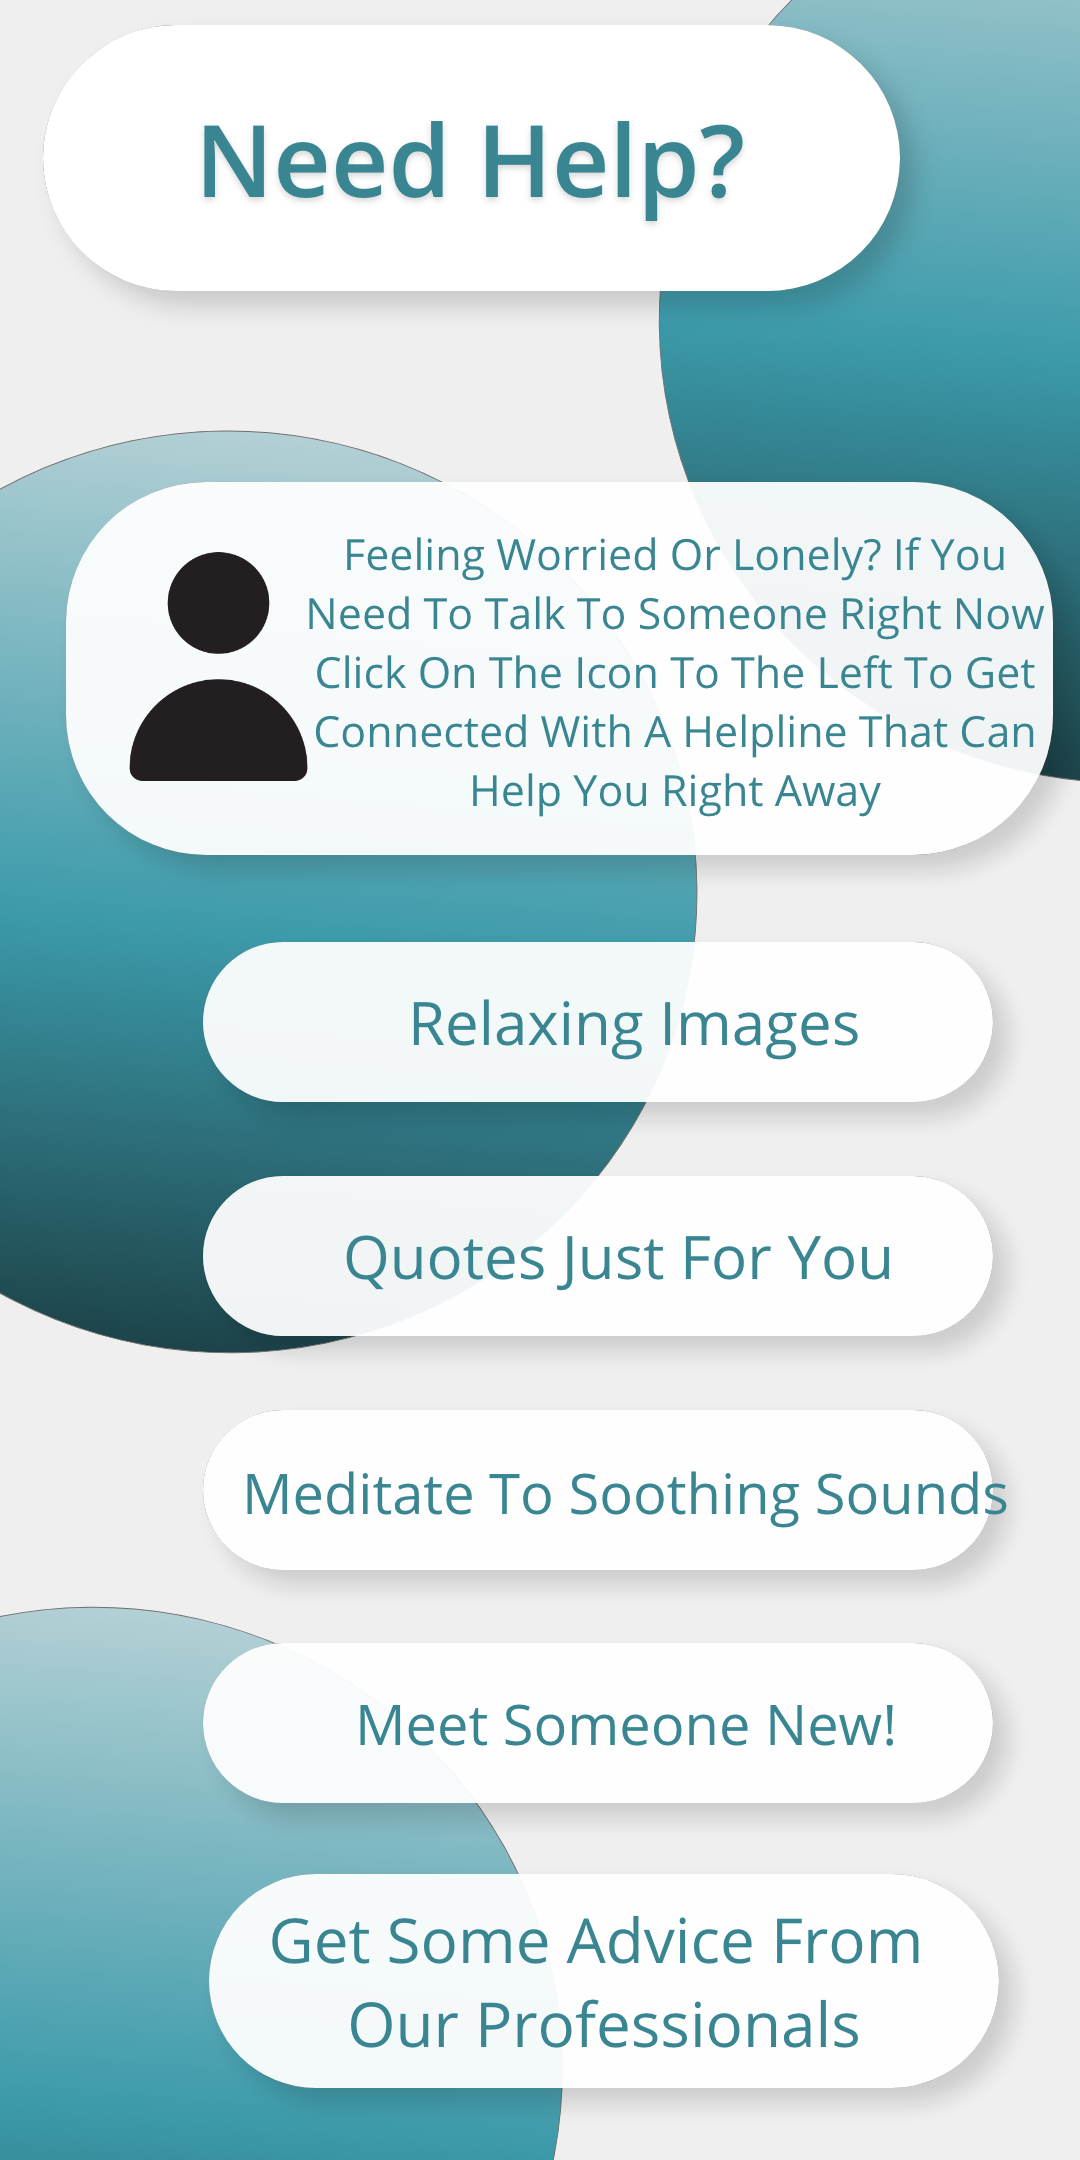 Need Help?
Feeling Worried Or Lonely? If You
Need To Talk To Someone Right Now
Click On The Icon To The Left To Get
Connected With A Helpline That Can
Help You Right Away
Relaxing Images
Quotes Just For You
Meditate To Soothing Sounds
Meet Someone New!
Get Some Advice From
Our Professionals